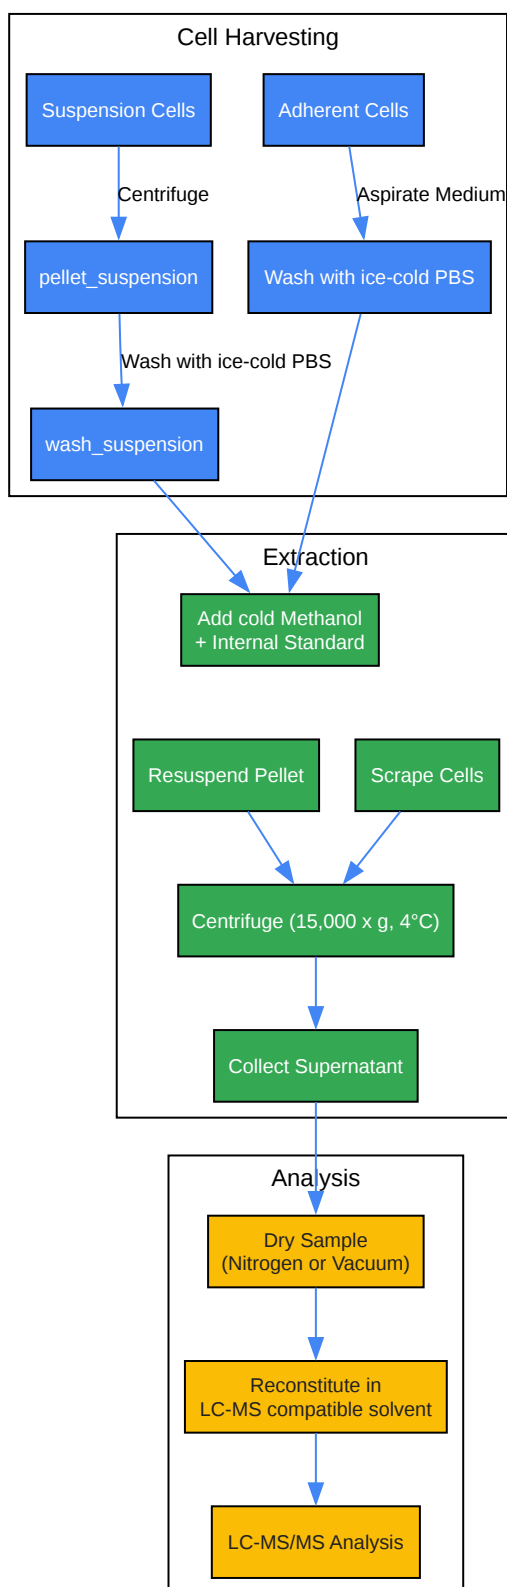 Cell Harvesting
Suspension Cells
Adherent Cells
Centrifuge
Aspirate Medium
pellet_suspension
Wash with ice-cold PBS
Wash with ice-cold PBS
wash_suspension
Extraction
Add cold Methanol
+ Internal Standard
Resuspend Pellet
Scrape Cells
Centrifuge (15,000 x g, 4°C)
Collect Supernatant
Analysis
Dry Sample
(Nitrogen or Vacuum)
Reconstitute in
LC-MS compatible solvent
LC-MS/MS Analysis